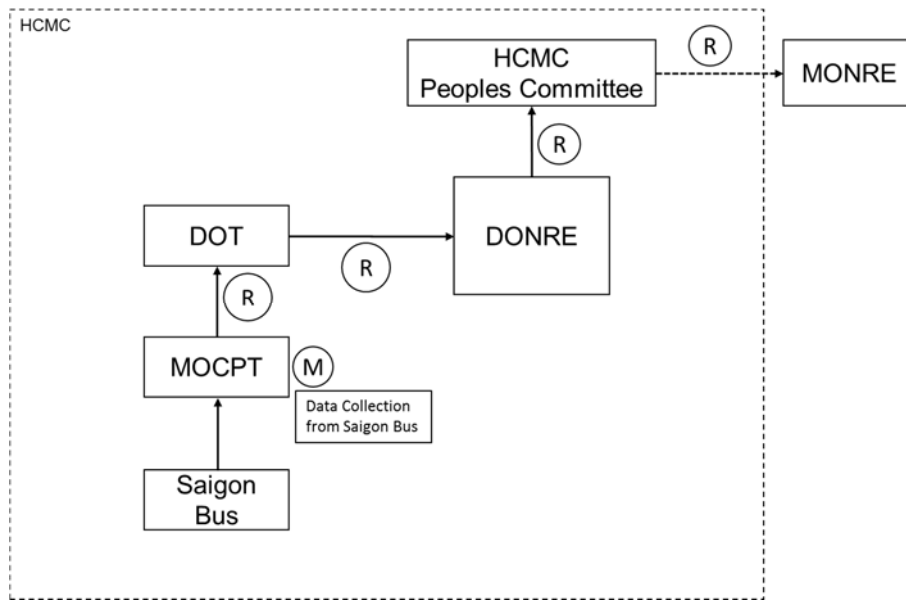 HCMC
HCMC
Peoples Committee
R
MONRE
R
DOT
R
DONRE
R
MOCPT
M
Data Collection
from Saigon Bus
Saigon
Bus